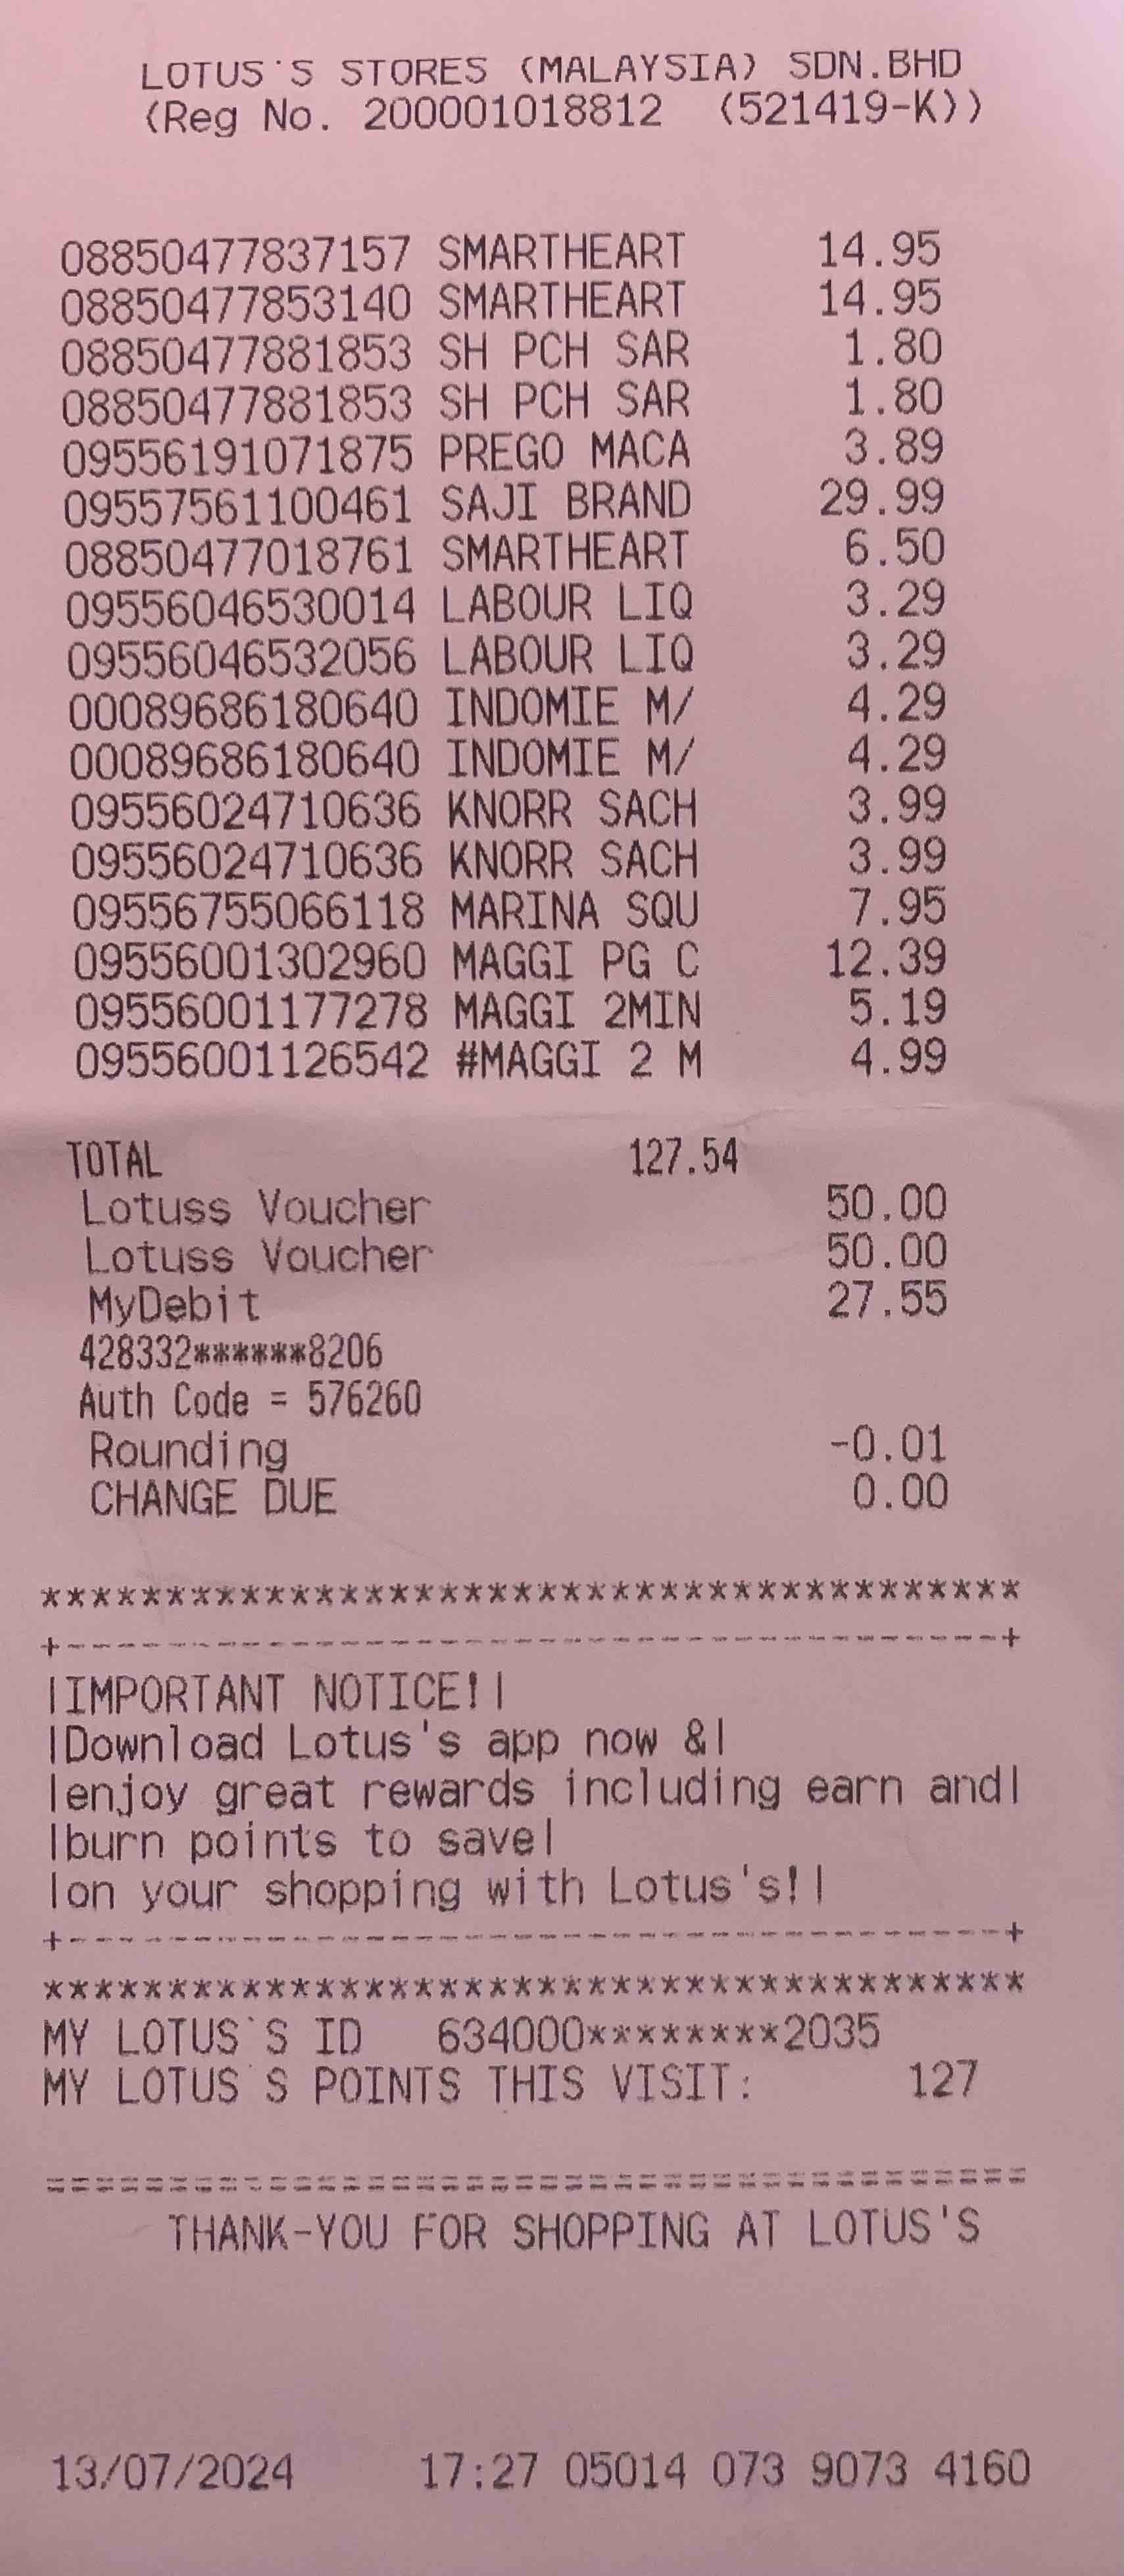 LOTUS'S STORES (MALAYSIA) SDN.BHD
(Reg No. 200001018812 (521419-K))
08850477837157 SMARTHEART 14.95
08850477853140 SMARTHEART 14.95
08850477881853 SH PCH SAR 1.80
08850477881853 SH PCH SAR 1.80
09556191071875 PREGO MACA 3.89
09557561100461 SAJI BRAND 29.99
08850477018761 SMARTHEART 6.50
09556046530014 LABOUR LIQ 3.29
09556046532056 LABOUR LIQ 3.29
00089686180640 INDOMIE M/ 4.29
00089686180640 INDOMIE M/ 4.29
09556024710636 KNORR SACH 3.99
09556024710636 KNORR SACH 3.99
09556755066118 MARINA SQU 7.95
09556001302960 MAGGI PG C 12.39
09556001177278 MAGGI 2MIN 5.19
09556001126542 #MAGGI 2 M 4.99
TOTAL 127.54
Lotuss Voucher 50.00
Lotuss Voucher 50.00
MyDebit 27.55
428332******8206
Auth Code = 576260
Rounding -0.01
CHANGE DUE 0.00
****************************************
+--------------------------------------+
|IMPORTANT NOTICE!|
|Download Lotus's app now &|
|enjoy great rewards including earn and|
|burn points to save|
|on your shopping with Lotus's!|
+--------------------------------------+
****************************************
MY LOTUS'S ID 634000********2035
MY LOTUS S POINTS THIS VISIT: 127
========================================
THANK-YOU FOR SHOPPING AT LOTUS'S
13/07/2024 17:27 05014 073 9073 4160